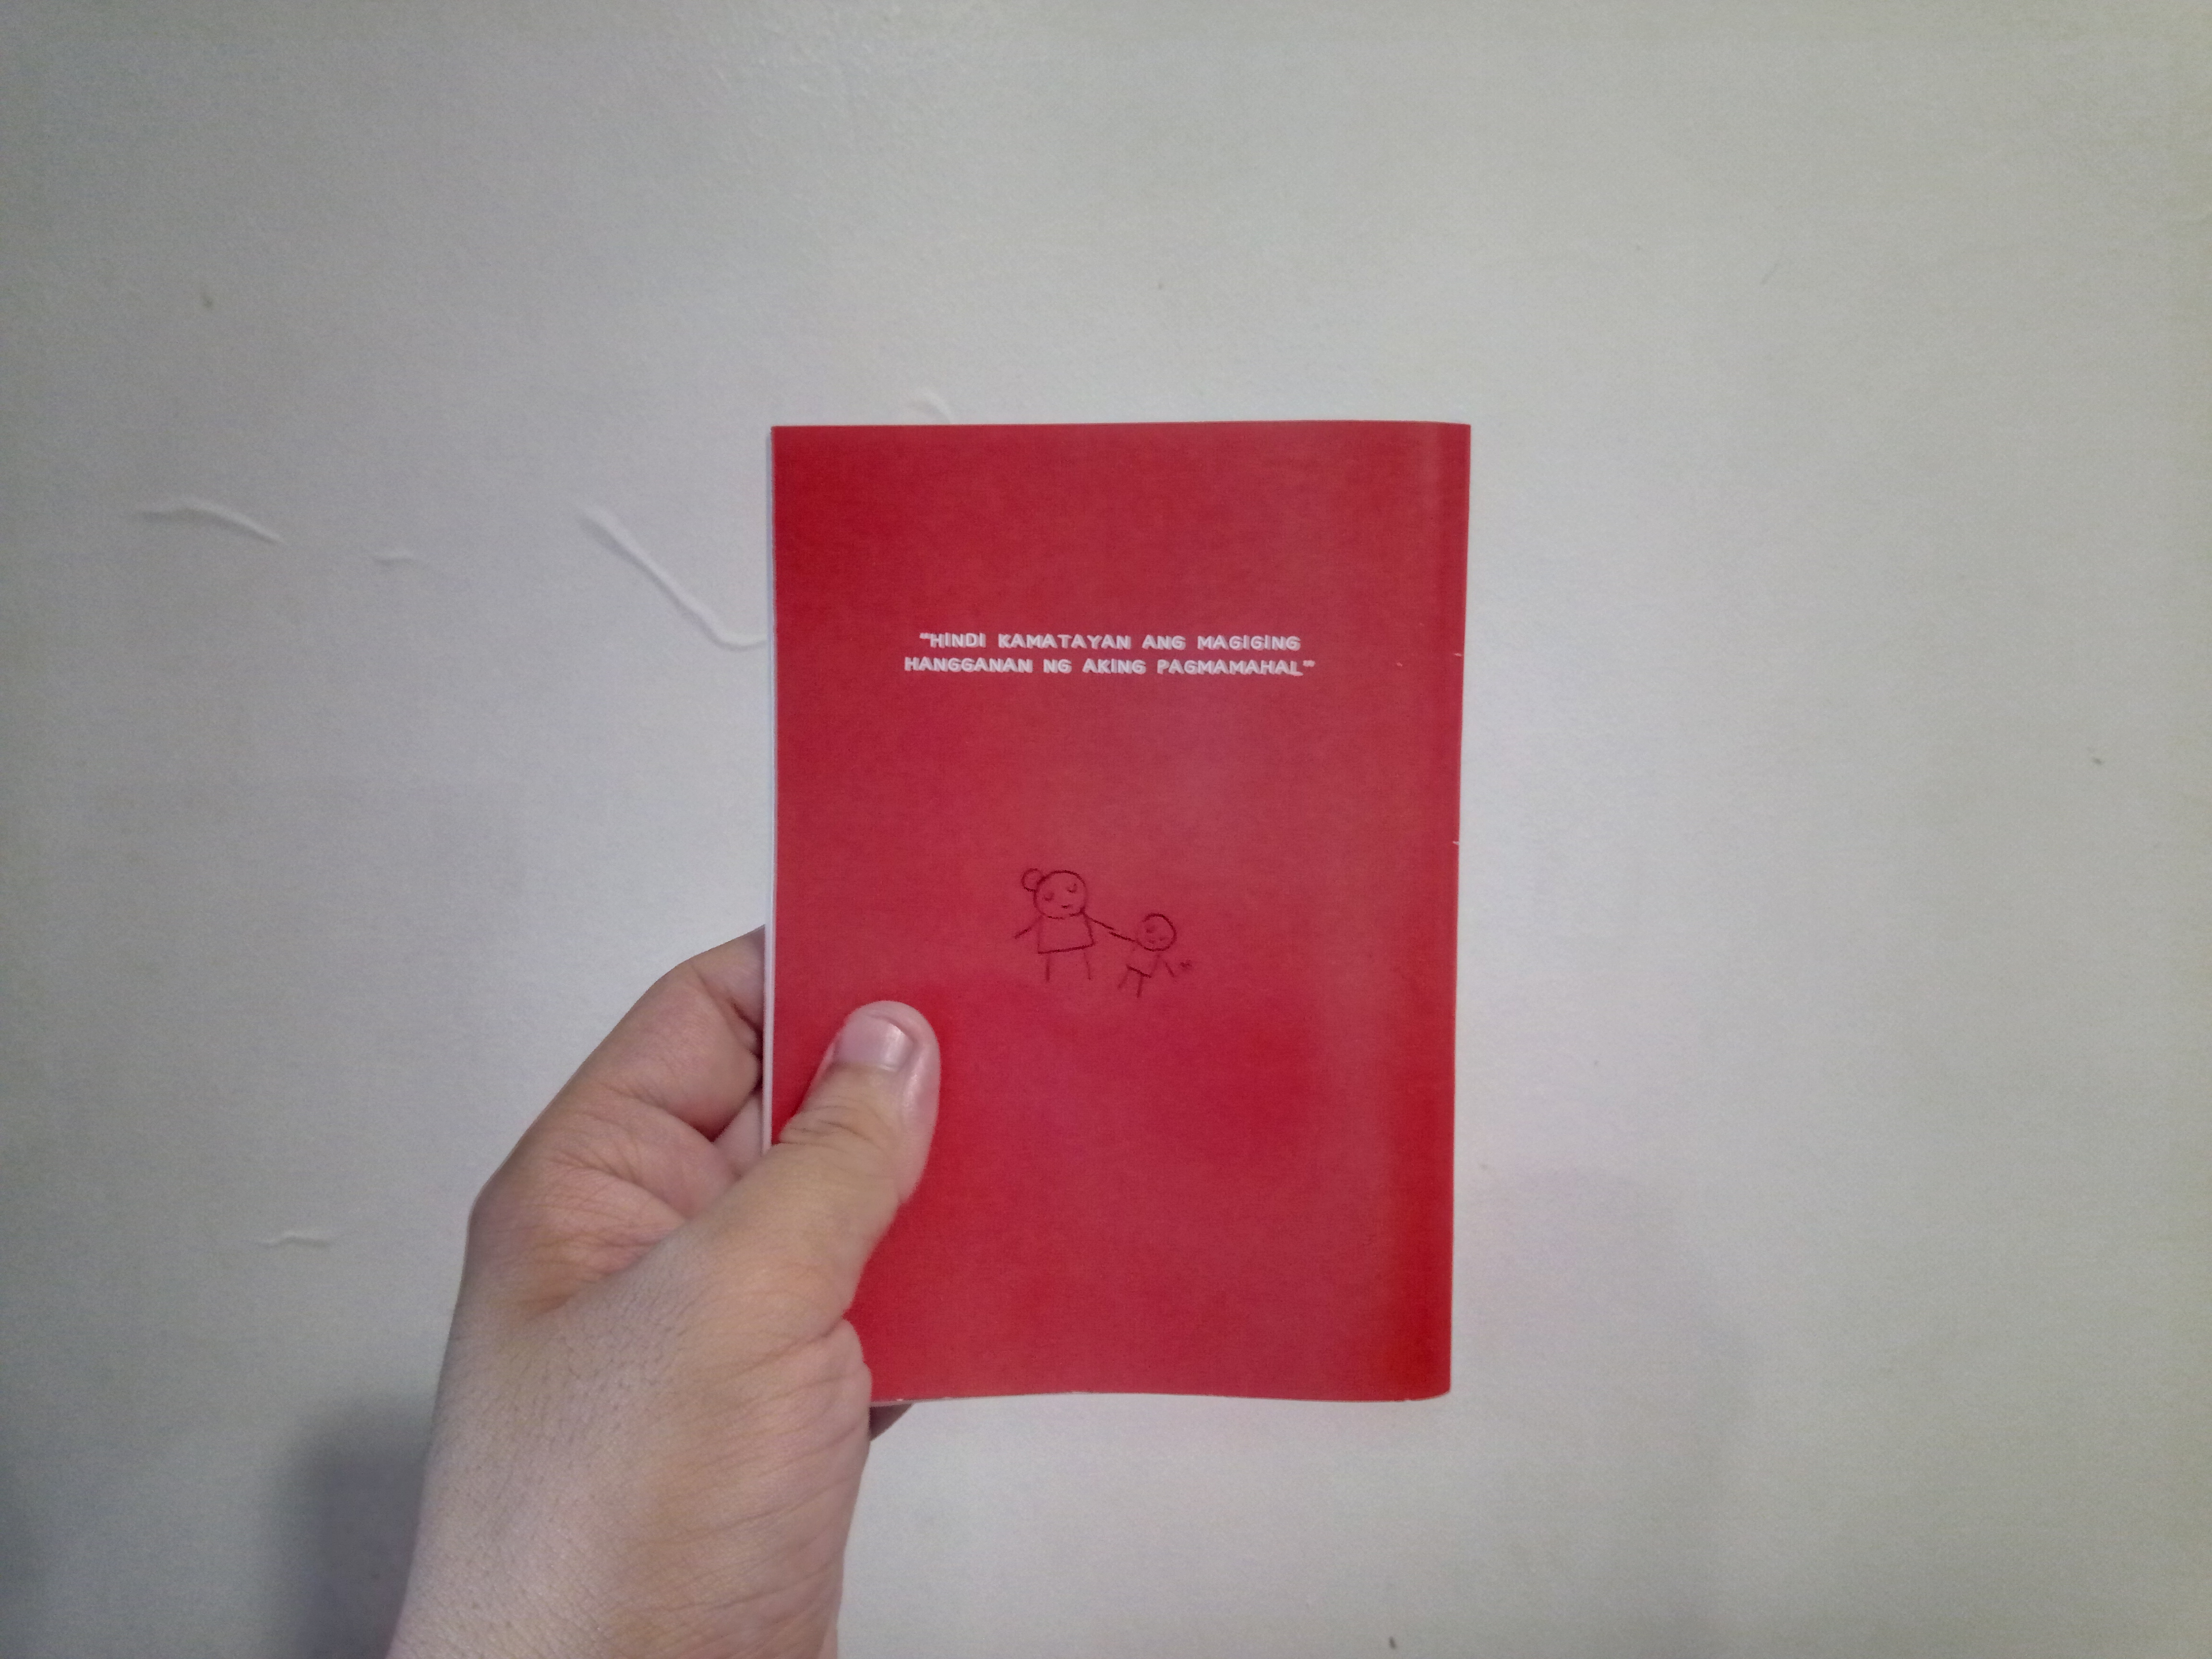 "HINDI KAMATAYAN ANG MAGIGING
HANGGANAN NG AKING PAGMAMAHAL"